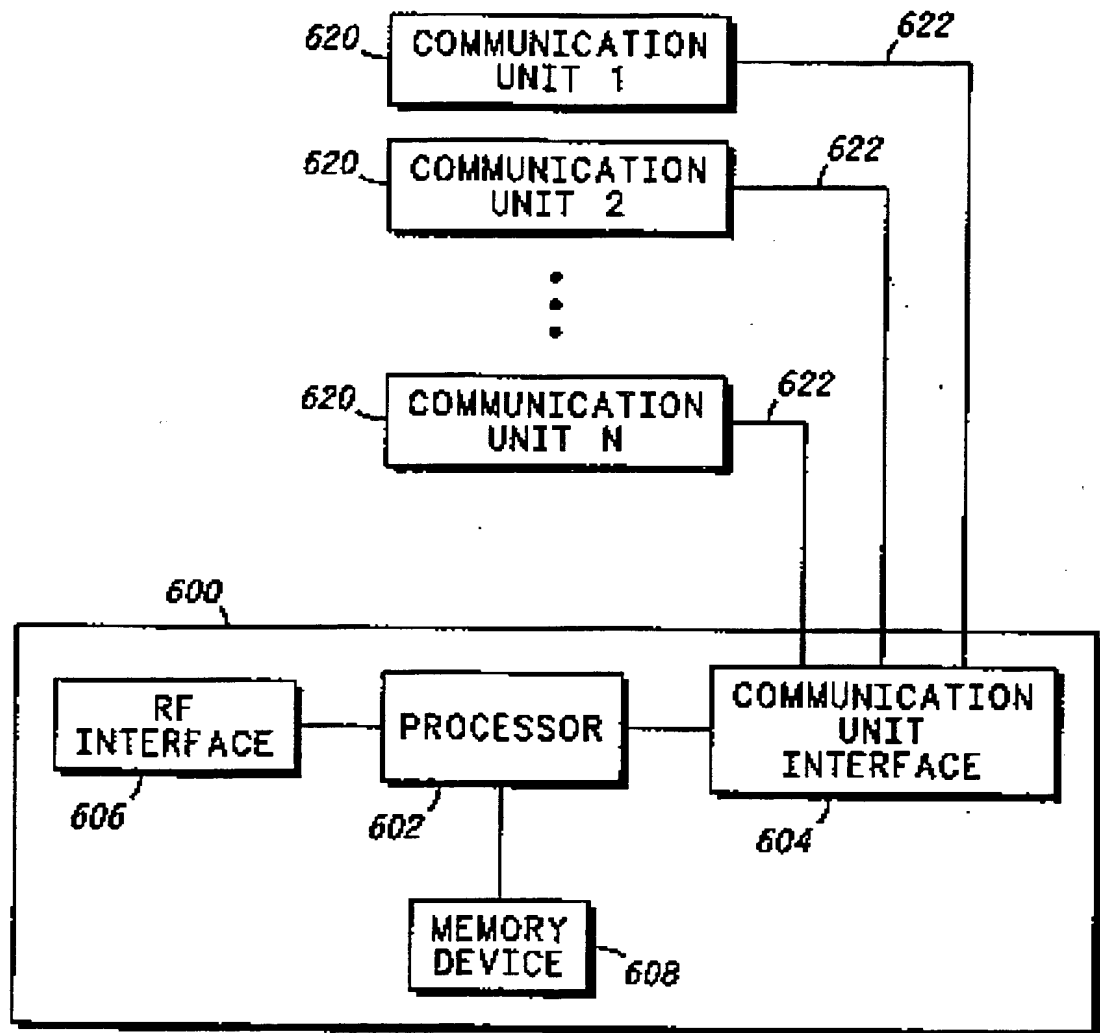 620
COMMUNICATION
UNIT 1
622
620
COMMUNICATION
UNIT 2
622
620
COMMUNICATION
UNIT N
622
600
RF
INTERFACE
606
PROCESSOR
602
COMMUNICATION
UNIT
INTERFACE
604
MEMORY
DEVICE
608